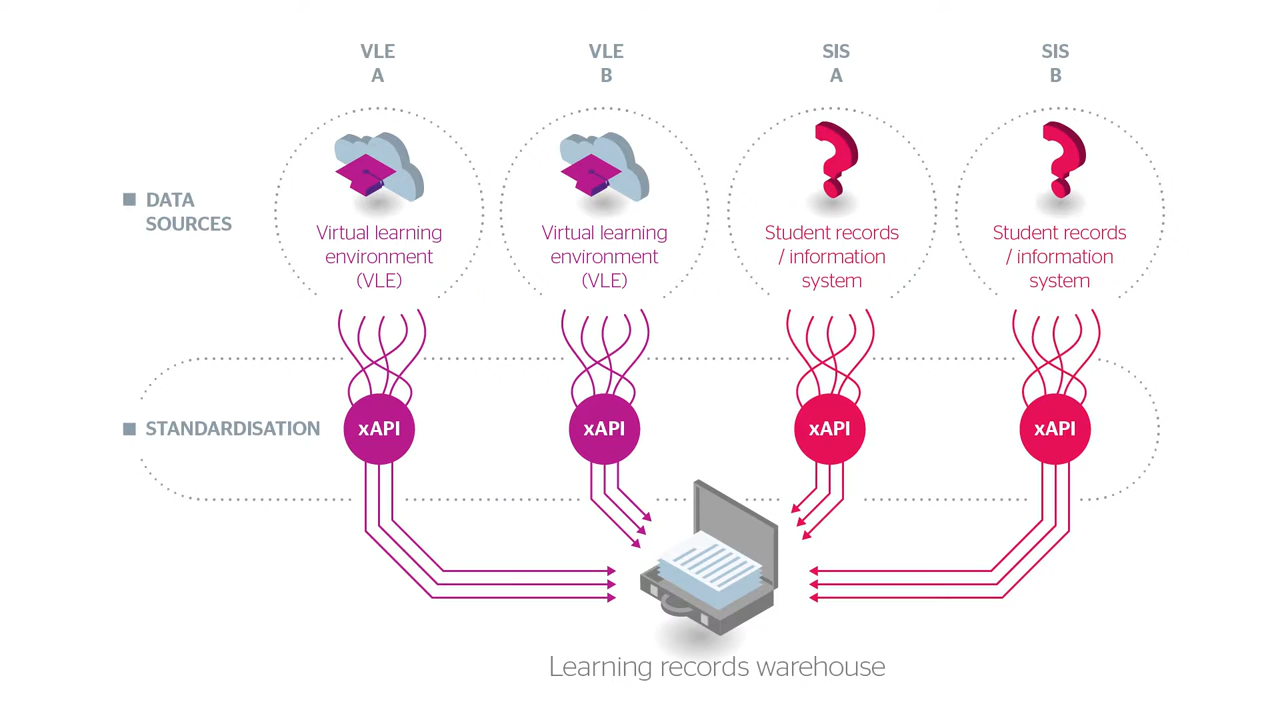 VLE
A
VLE
B
SIS
A
SIS
B
DATA
SOURCES
Virtual learning
environment
(VLE)
Virtual learning
environment
(VLE)
Student records
/ information
system
Student records
/ information
system
STANDARDISATION
xAPI
xAPI
xAPI
xAPI
Learning records warehouse